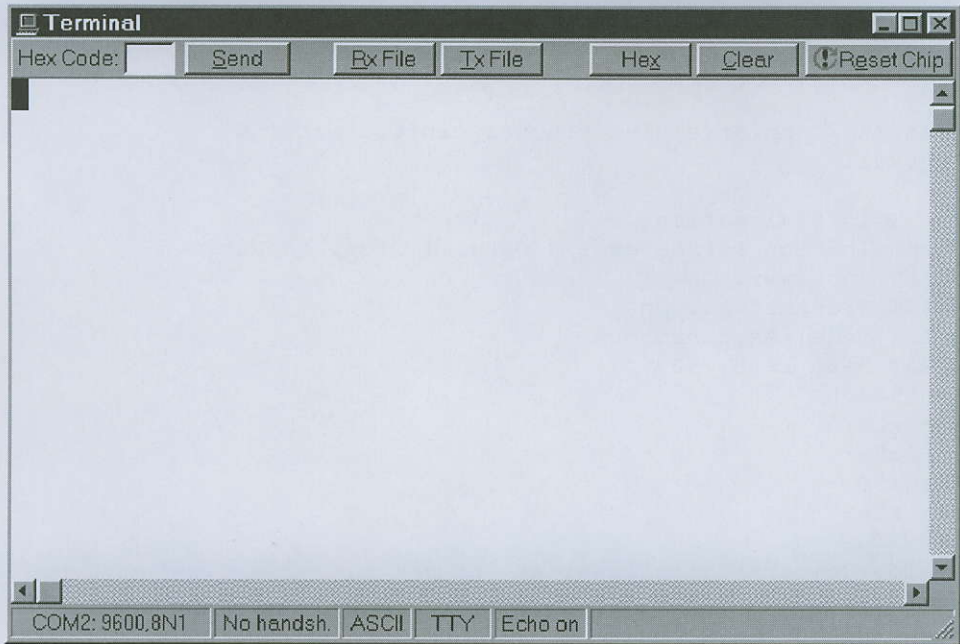 Terminal
Hex Code: Send Rx File Tx File Hex Clear Reset Chip
COM2: 9600,8N1 No handsh. ASCII TTY Echo on